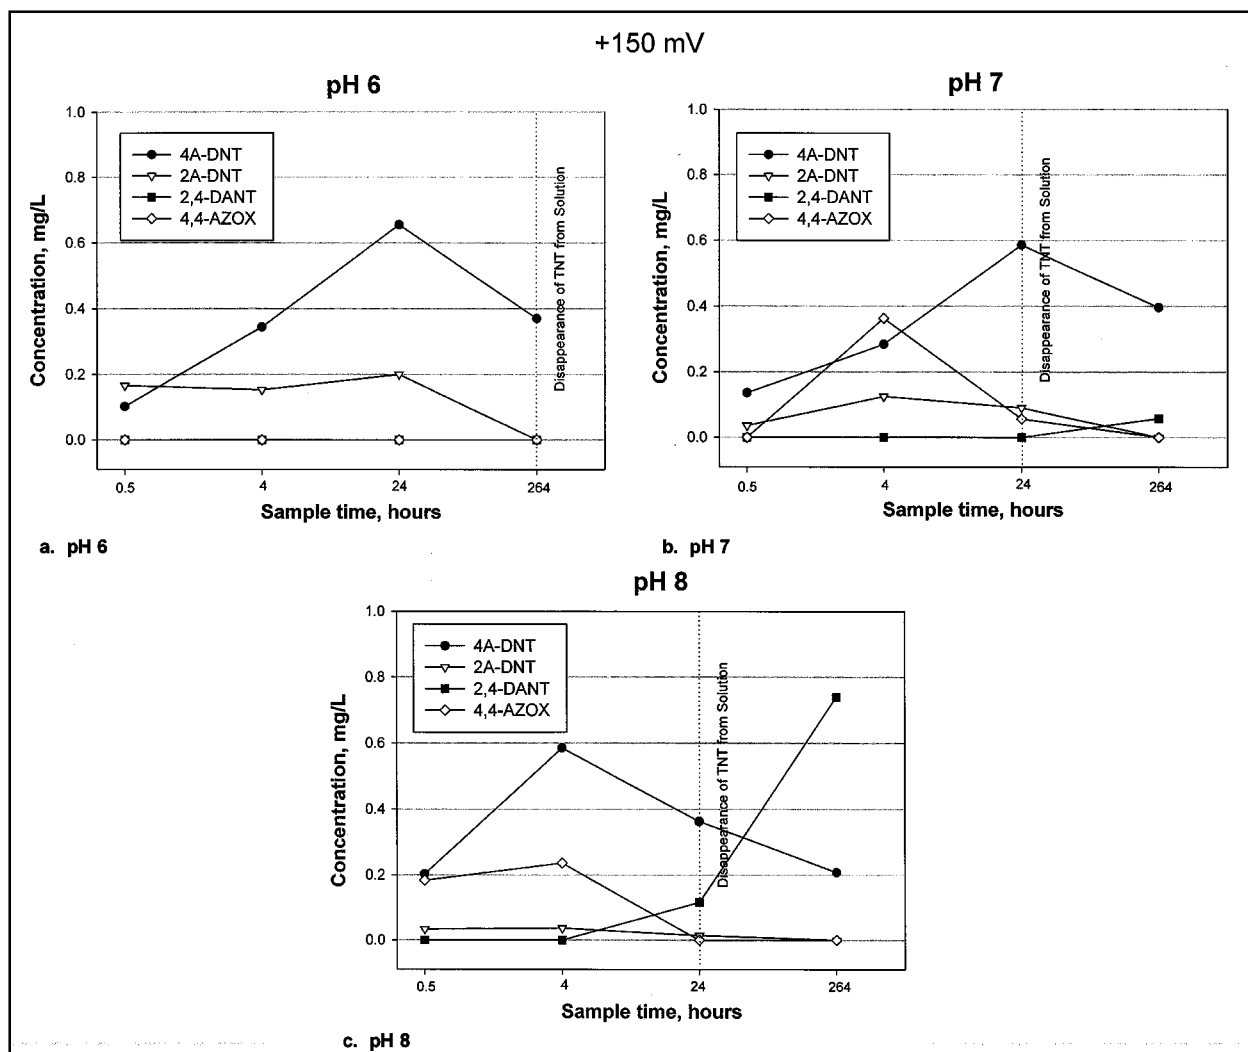 +150 mV
pH 6
1.0
0.8
0.6
0.4
0.2
0.0
Concentration, mg/L
4A-DNT
2A-DNT
2,4-DANT
4,4-AZOX
Disappearance of TNT from Solution
0.5 4 24 264
Sample time, hours
a. pH 6
pH 7
1.0
0.8
0.6
0.4
0.2
0.0
Concentration, mg/L
4A-DNT
2A-DNT
2,4-DANT
4,4-AZOX
Disappearance of TNT from Solution
0.5 4 24 264
Sample time, hours
b. pH 7
pH 8
1.0
0.8
0.6
0.4
0.2
0.0
Concentration, mg/L
4A-DNT
2A-DNT
2,4-DANT
4,4-AZOX
Disappearance of TNT from Solution
0.5 4 24 264
Sample time, hours
c. pH 8